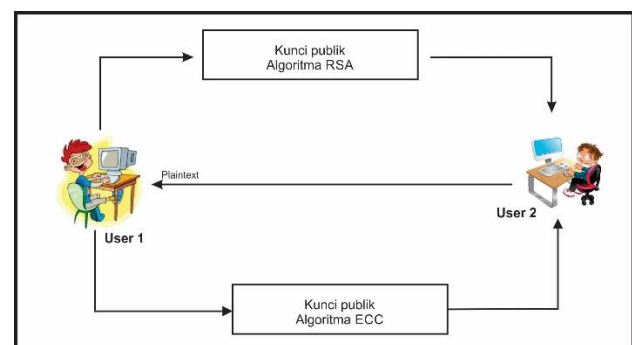 Kunci publik
Algoritma RSA
Plaintext
User 1
User 2
Kunci publik
Algoritma ECC